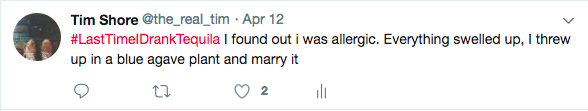 Tim Shore @the_real_tim · Apr 12
#LastTimeIDrankTequila I found out i was allergic. Everything swelled up, I threw
up in a blue agave plant and marry it
2